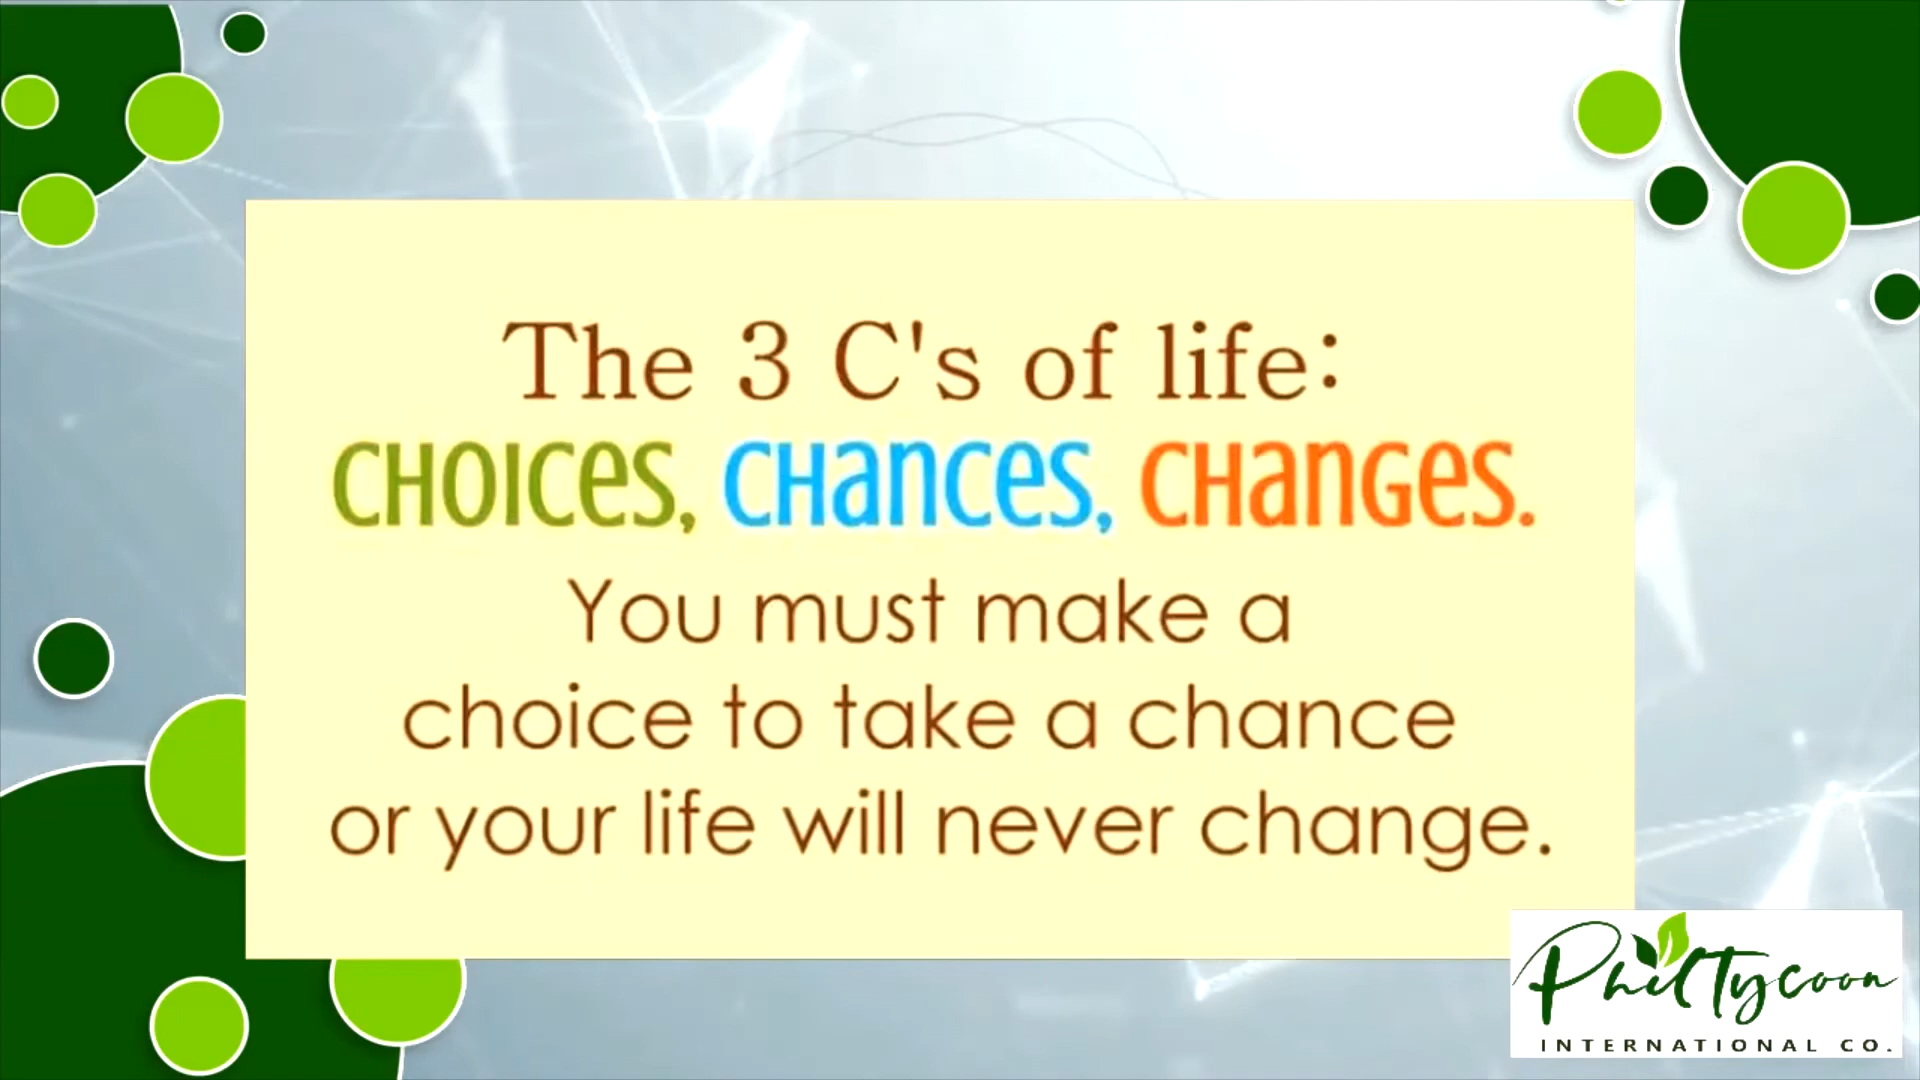 The 3 C's of life:
CHOICES, CHANCES, CHANGES.
You must make a
choice to take a chance
or your life will never change.
PhilTycoon
INTERNATIONAL CO.